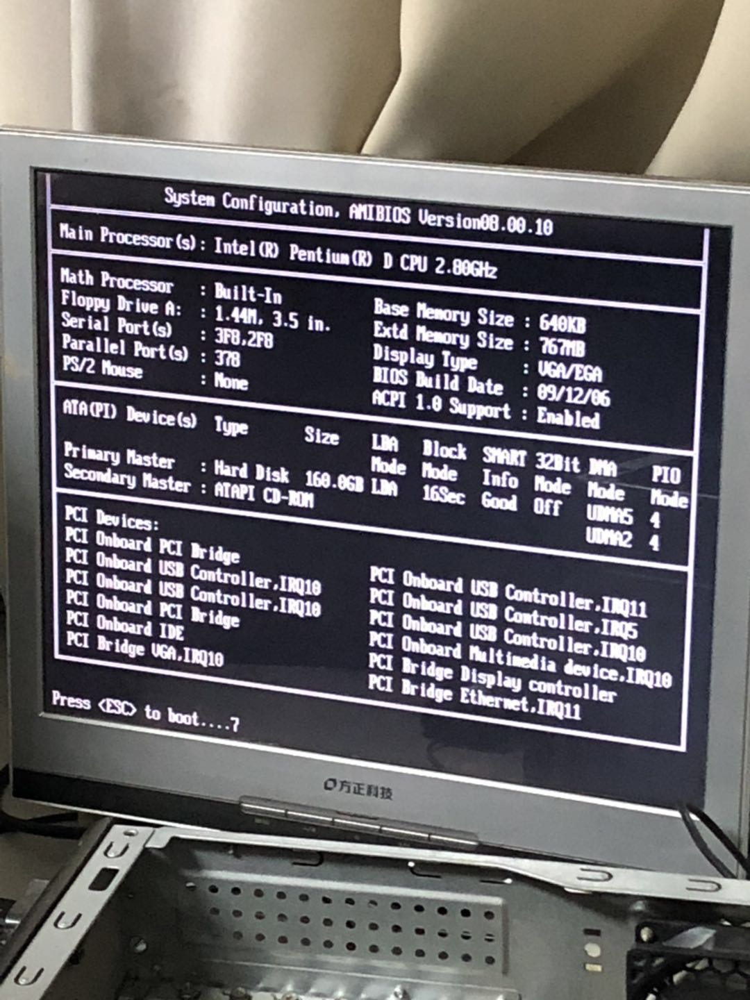 System Configuration, AMIBIOS Version08.00.10
Main Processor(s): Intel(R) Pentium(R) D CPU 2.80GHz
Math Processor : Built-In
Floppy Drive A: : 1.44M, 3.5 in.
Serial Port(s) : 3F8,2F8
Parallel Port(s) : 378
PS/2 Mouse : None
Base Memory Size : 640KB
Extd Memory Size : 767MB
Display Type : VGA/EGA
BIOS Build Date : 09/12/06
ACPI 1.0 Support : Enabled
ATA(PI) Device(s) Type Size LBA Mode Block Mode SMART Info 32Bit Mode DMA Mode PIO Mode
Primary Master : Hard Disk 160.0GB LBA 16Sec Good Off UDMA5 4
Secondary Master : ATAPI CD-ROM UDMA2 4
PCI Devices:
PCI Onboard PCI Bridge
PCI Onboard USB Controller,IRQ10
PCI Onboard USB Controller,IRQ10
PCI Onboard PCI Bridge
PCI Onboard IDE
PCI Bridge VGA,IRQ10
PCI Onboard USB Controller,IRQ11
PCI Onboard USB Controller,IRQ5
PCI Onboard USB Controller,IRQ10
PCI Onboard Multimedia device,IRQ10
PCI Bridge Display controller
PCI Bridge Ethernet,IRQ11
Press <ESC> to boot....7
方正科技